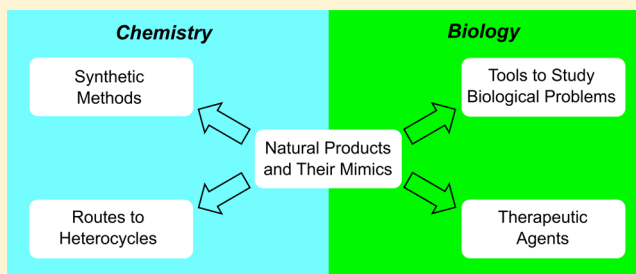 Chemistry
Biology
Synthetic
Methods
Tools to Study
Biological Problems
Natural Products
and Their Mimics
Routes to
Heterocycles
Therapeutic
Agents